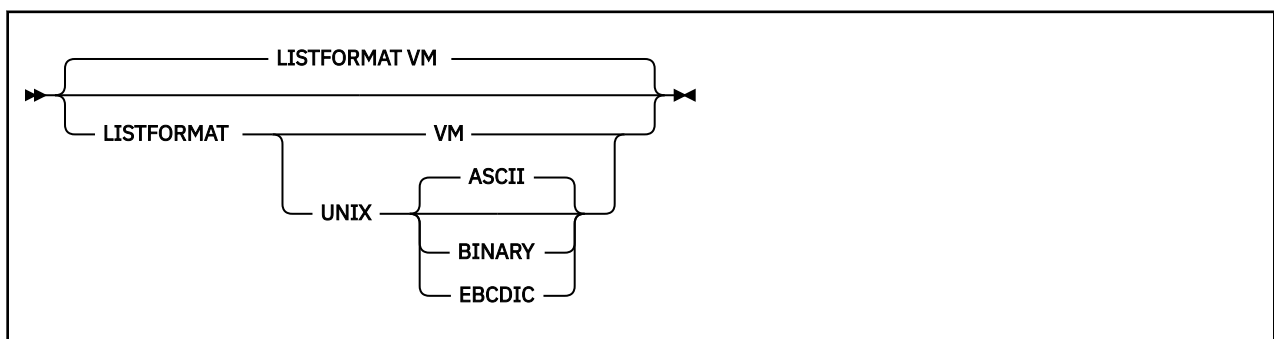 LISTFORMAT VM
LISTFORMAT VM
ASCII
UNIX
BINARY
EBCDIC